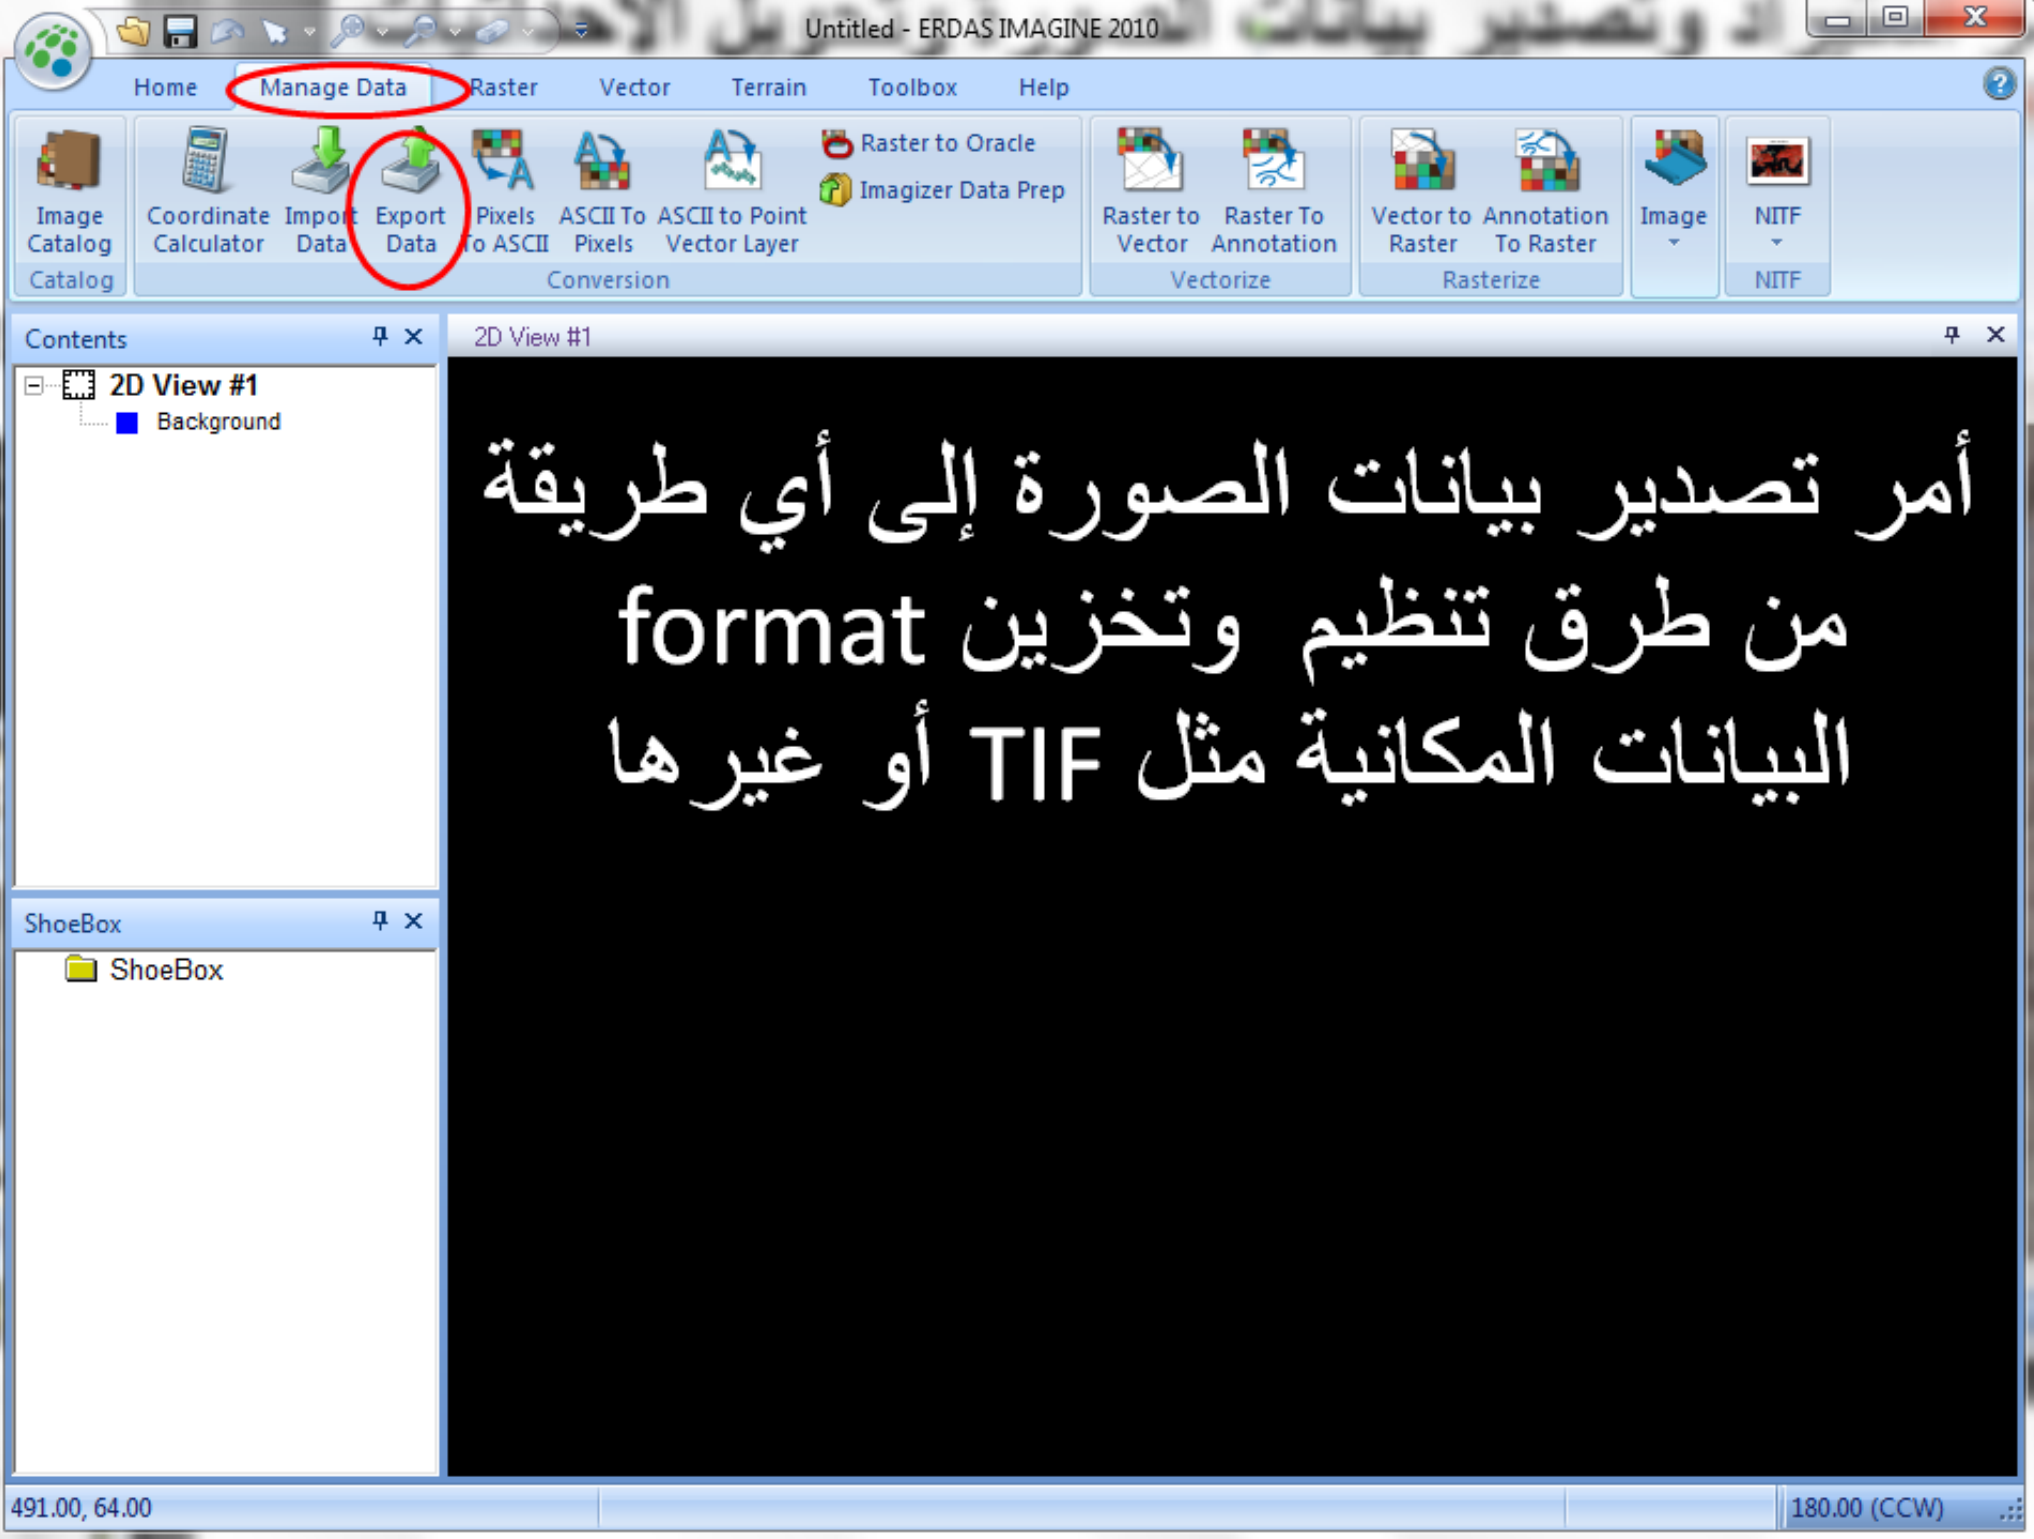 Untitled - ERDAS IMAGINE 2010
Home Manage Data Raster Vector Terrain Toolbox Help
Image Catalog
Coordinate Calculator
Import Data
Export Data
Pixels To ASCII
ASCII To Pixels
ASCII to Point Vector Layer
Raster to Oracle
Imagizer Data Prep
Raster to Vector
Raster To Annotation
Vector to Raster
Annotation To Raster
Image
NITF
Catalog Conversion Vectorize Rasterize NITF
Contents
2D View #1
Background
2D View #1
أمر تصدير بيانات الصورة إلى أي طريقة
من طرق تنظيم وتخزين format
البيانات المكانية مثل TIF أو غيرها
ShoeBox
ShoeBox
491.00, 64.00
180.00 (CCW)